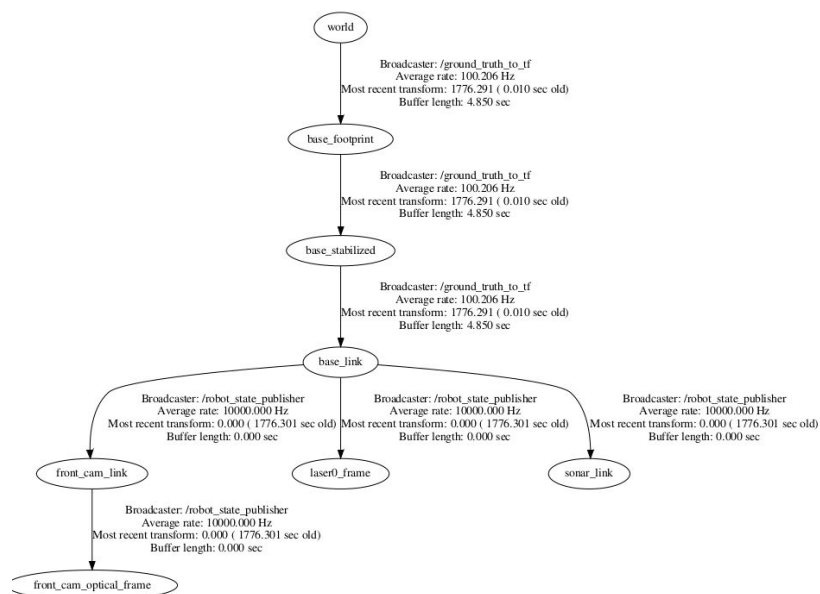 world
Broadcaster: /ground_truth_to_tf
Average rate: 100.206 Hz
Most recent transform: 1776.291 ( 0.010 sec old)
Buffer length: 4.850 sec
base_footprint
Broadcaster: /ground_truth_to_tf
Average rate: 100.206 Hz
Most recent transform: 1776.291 ( 0.010 sec old)
Buffer length: 4.850 sec
base_stabilized
Broadcaster: /ground_truth_to_tf
Average rate: 100.206 Hz
Most recent transform: 1776.291 ( 0.010 sec old)
Buffer length: 4.850 sec
base_link
Broadcaster: /robot_state_publisher
Average rate: 10000.000 Hz
Most recent transform: 0.000 ( 1776.301 sec old)
Buffer length: 0.000 sec
Broadcaster: /robot_state_publisher
Average rate: 10000.000 Hz
Most recent transform: 0.000 ( 1776.301 sec old)
Buffer length: 0.000 sec
Broadcaster: /robot_state_publisher
Average rate: 10000.000 Hz
Most recent transform: 0.000 ( 1776.301 sec old)
Buffer length: 0.000 sec
front_cam_link
laser0_frame
sonar_link
Broadcaster: /robot_state_publisher
Average rate: 10000.000 Hz
Most recent transform: 0.000 ( 1776.301 sec old)
Buffer length: 0.000 sec
front_cam_optical_frame